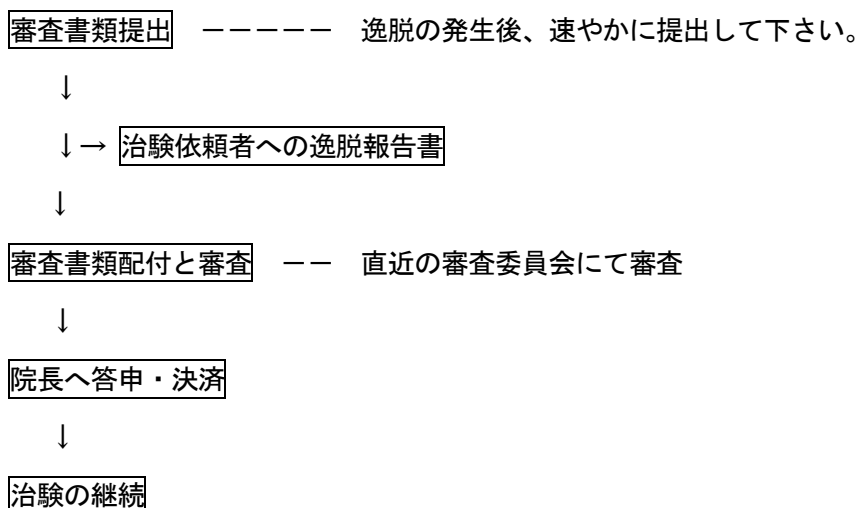 審査書類提出 －－－－－ 逸脱の発生後、速やかに提出して下さい。
↓
↓→ 治験依頼者への逸脱報告書
↓
審査書類配付と審査 －－ 直近の審査委員会にて審査
↓
院長へ答申・決済
↓
治験の継続